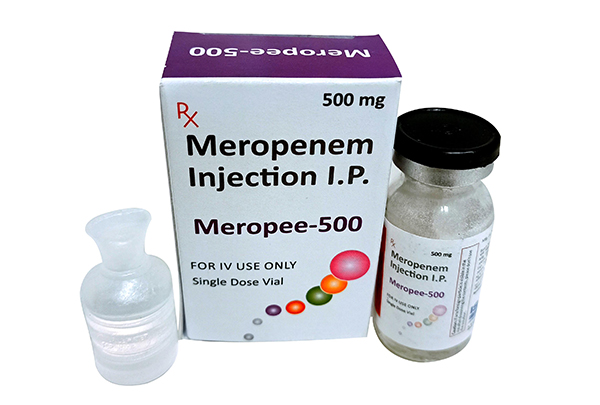 Meropee-500
500 mg
Rx
Meropenem
Injection I.P.
Meropee-500
FOR IV USE ONLY
Single Dose Vial
Rx
500 mg
Meropenem
Injection I.P.
Meropee-500
FOR IV USE ONLY
Single Dose Vial